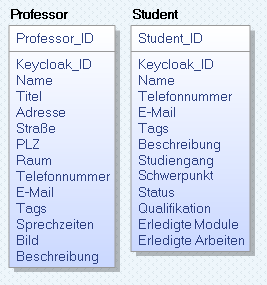 Professor
Professor_ID
Keycloak_ID
Name
Titel
Adresse
Straße
PLZ
Raum
Telefonnummer
E-Mail
Tags
Sprechzeiten
Bild
Beschreibung
Student
Student_ID
Keycloak_ID
Name
Telefonnummer
E-Mail
Tags
Beschreibung
Studiengang
Schwerpunkt
Status
Qualifikation
Erledigte Module
Erledigte Arbeiten